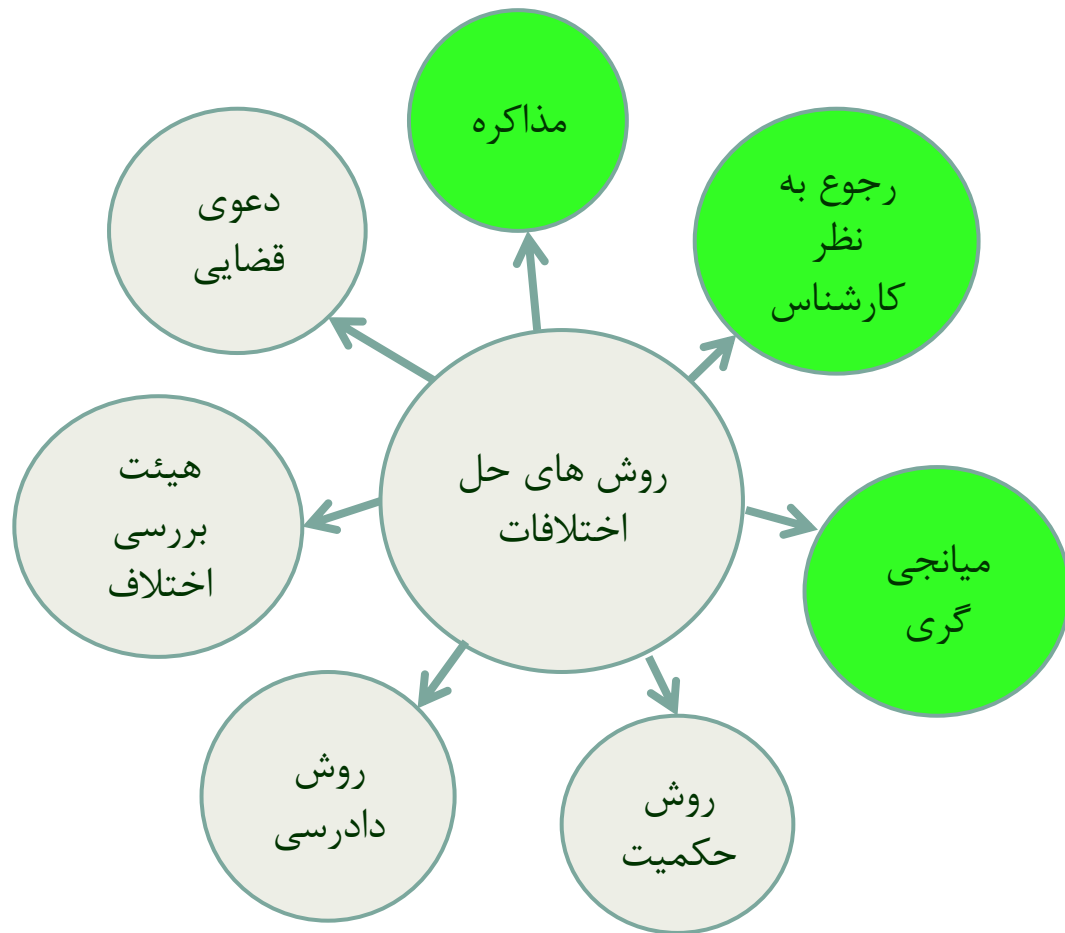 مذاکره
رجوع به
نظر
کارشناس
دعوی
قضایی
روش های حل
اختلافات
هیئت
بررسی
اختلاف
میانجی
گری
روش
دادرسی
روش
حکمیت